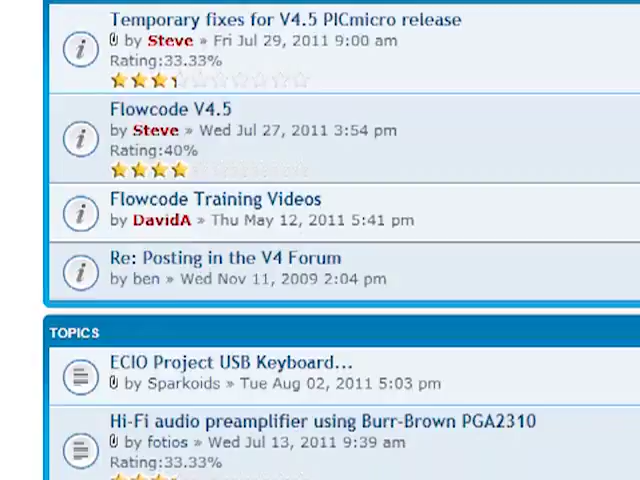 Temporary fixes for V4.5 PICmicro release
by Steve » Fri Jul 29, 2011 9:00 am
Rating:33.33%
Flowcode V4.5
by Steve » Wed Jul 27, 2011 3:54 pm
Rating:40%
Flowcode Training Videos
by DavidA » Thu May 12, 2011 5:41 pm
Re: Posting in the V4 Forum
by ben » Wed Nov 11, 2009 2:04 pm
TOPICS
ECIO Project USB Keyboard...
by Sparkoids » Tue Aug 02, 2011 5:03 pm
Hi-Fi audio preamplifier using Burr-Brown PGA2310
by fotios » Wed Jul 13, 2011 9:39 am
Rating:33.33%